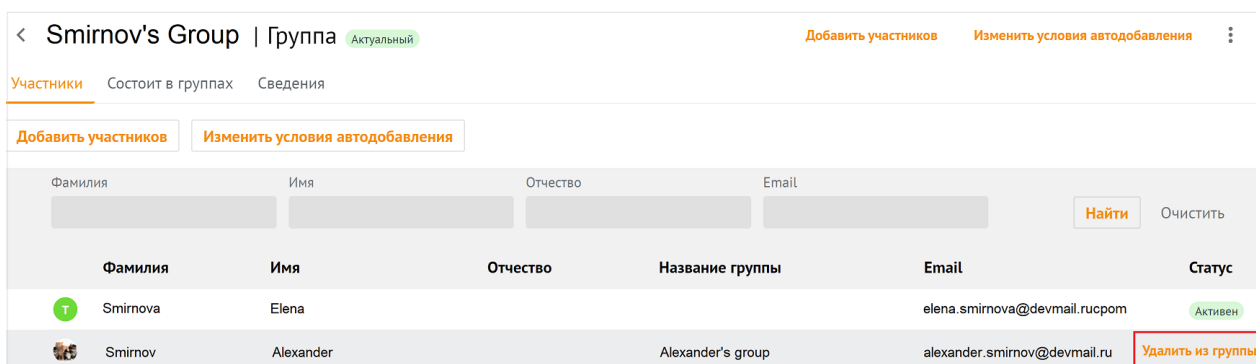 Smirnov's Group | Группа Актуальный Добавить участников Изменить условия автодобавления
Участники Состоит в группах Сведения
Добавить участников Изменить условия автодобавления
Фамилия Имя Отчество Email
Найти Очистить
Фамилия Имя Отчество Название группы Email Статус
T Smirnova Elena elena.smirnova@devmail.rucpom Активен
Smirnov Alexander Alexander's group alexander.smirnov@devmail.ru Удалить из группы